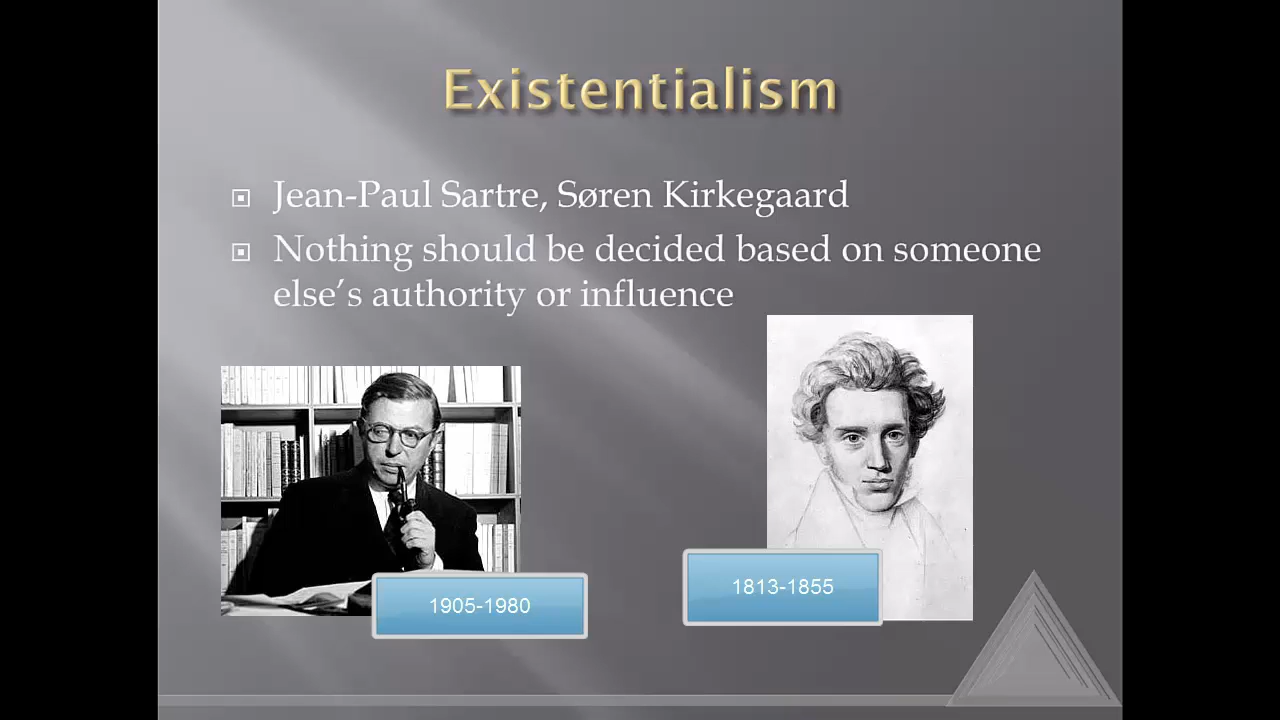 Existentialism
Jean-Paul Sartre, Søren Kirkegaard
Nothing should be decided based on someone
else’s authority or influence
1905-1980
1813-1855